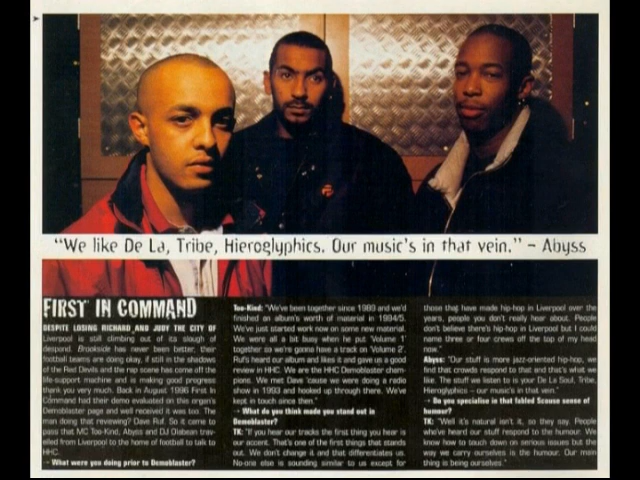 "We like De La, Tribe, Hieroglyphics. Our music's in that vein." – Abyss
FIRST IN COMMAND
DESPITE LOSING RICHARD AND JUDY THE CITY OF
Liverpool is still climbing out of its slough of
despond. Brookside has never been better, their
football teams are doing okay, if still in the shadows
of the Red Devils and the rap scene has come off the
life-support machine and is making good progress
thank you very much. Back in August 1996 First In
Command had their demo evaluated on this organ's
Demoblaster page and well received it was too. The
man doing that reviewing? Dave Ruf. So it came to
pass that MC Too-Kind, Abyss and DJ Olabean trav-
elled from Liverpool to the home of football to talk to
HHC.
→ What were you doing prior to Demoblaster?
Too-Kind: "We've been together since 1989 and we'd
finished an album's worth of material in 1994/5.
We've just started work now on some new material.
We were all a bit busy when he put 'Volume 1'
together so we're gonna have a track on 'Volume 2'.
Ruf's heard our album and likes it and gave us a good
review in HHC. We are the HHC Demoblaster cham-
pions. We met Dave 'cause we were doing a radio
show in 1993 and hooked up through there. We've
kept in touch since then."
→ What do you think made you stand out in
Demoblaster?
TK: "If you hear our tracks the first thing you hear is
our accent. That's one of the first things that stands
out. We don't change it and that differentiates us.
No-one else is sounding similar to us except for
those that have made hip-hop in Liverpool over the
years, people you don't really hear about. People
don't believe there's hip-hop in Liverpool but I could
name three or four crews off the top of my head
now."
Abyss: "Our stuff is more jazz-oriented hip-hop, we
find that crowds respond to that and that's what we
like. The stuff we listen to is your De La Soul, Tribe,
Hieroglyphics – our music's in that vein."
→ Do you specialise in that fabled Scouse sense of
humour?
TK: "Well it's natural isn't it, so they say. People
who've heard our stuff respond to the humour. We
know how to touch down on serious issues but the
way we carry ourselves is the humour. Our main
thing is being ourselves."